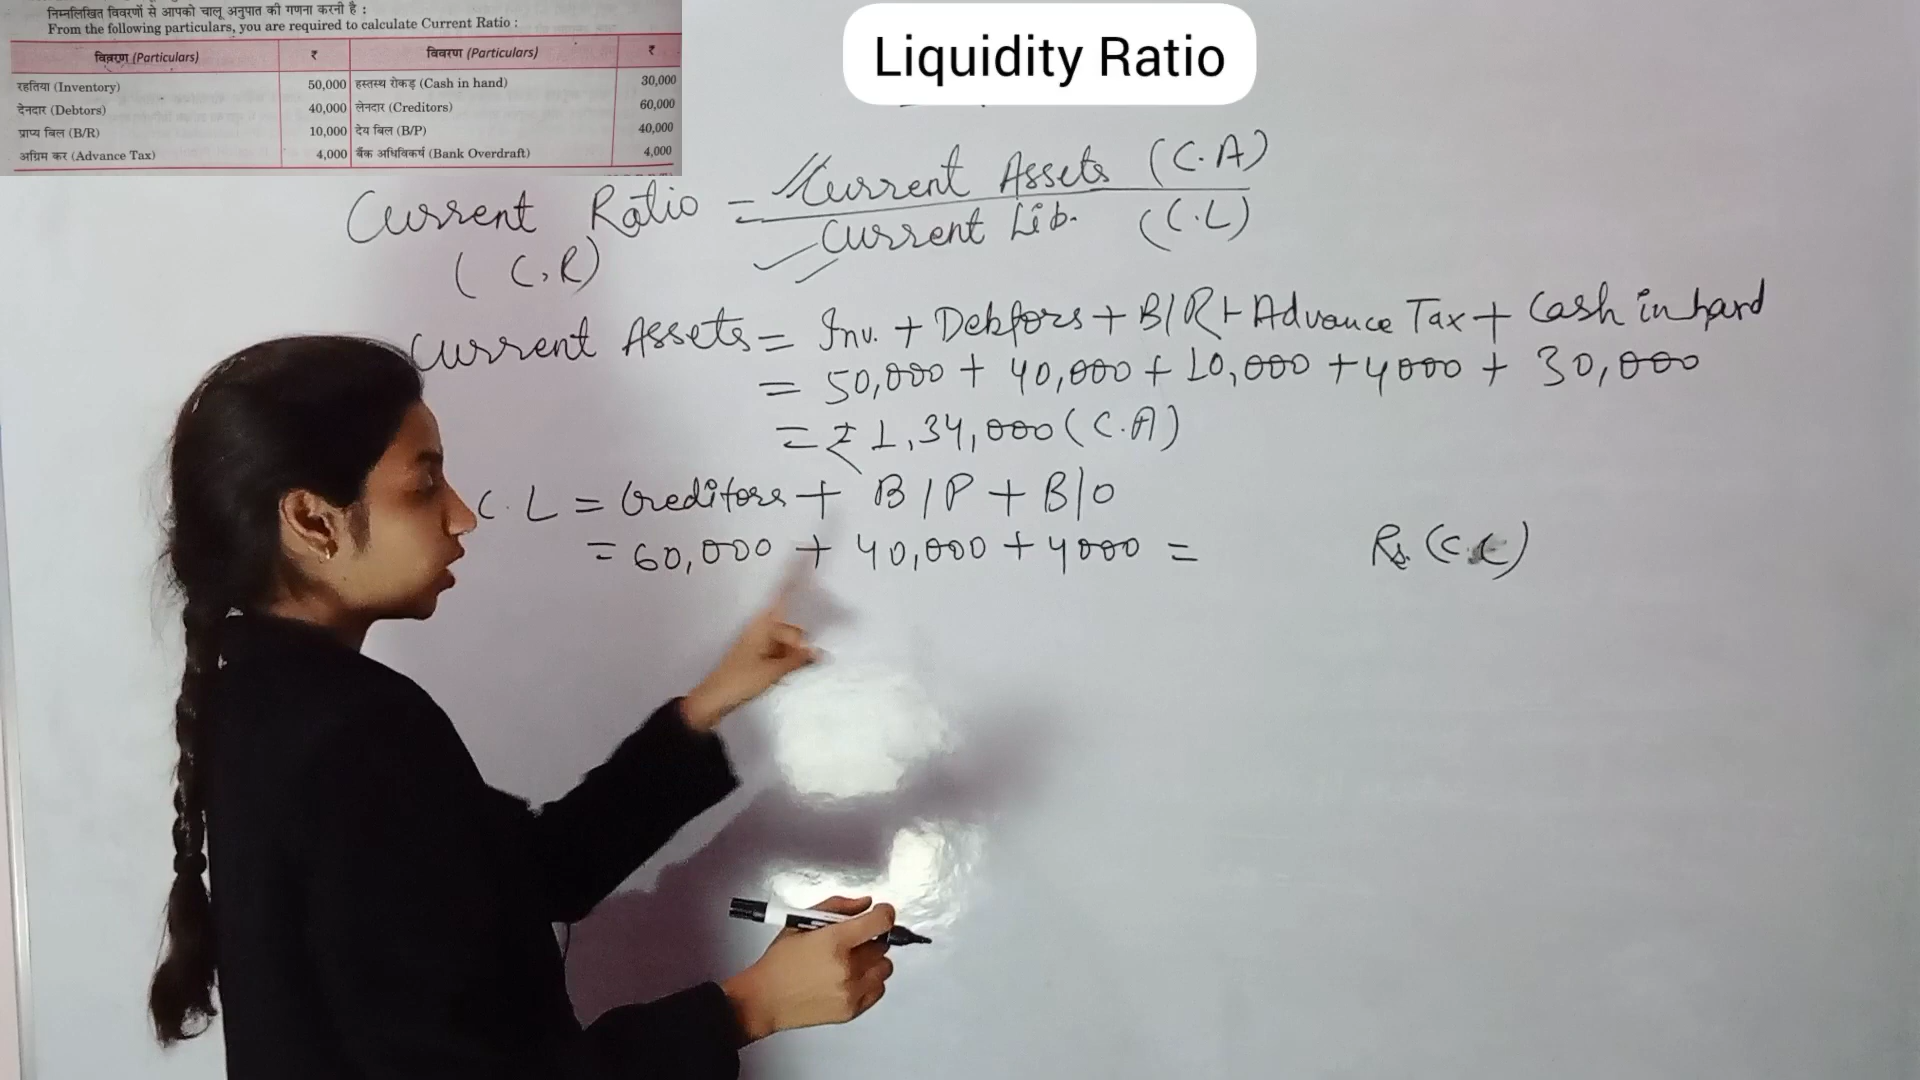 निम्नलिखित विवरणों से आपको चालू अनुपात की गणना करनी है :
From the following particulars, you are required to calculate Current Ratio :
विवरण (Particulars) ₹ विवरण (Particulars) ₹
रहतिया (Inventory) 50,000 हस्तस्थ रोकड़ (Cash in hand) 30,000
देनदार (Debtors) 40,000 लेनदार (Creditors) 60,000
प्राप्य बिल (B/R) 10,000 देय बिल (B/P) 40,000
अग्रिम कर (Advance Tax) 4,000 बैंक अधिविकर्ष (Bank Overdraft) 4,000
Liquidity Ratio
Current Ratio = Current Assets (C.A)
Current Lib. (C.L)
(C.R)
Current Assets = Inv. + Debtors + B/R + Advance Tax + Cash in hand
= 50,000 + 40,000 + 10,000 + 4000 + 30,000
= ₹ 1,34,000 (C.A)
C.L = Creditors + B/P + B/O
= 60,000 + 40,000 + 4000 = Rs. (C.L)